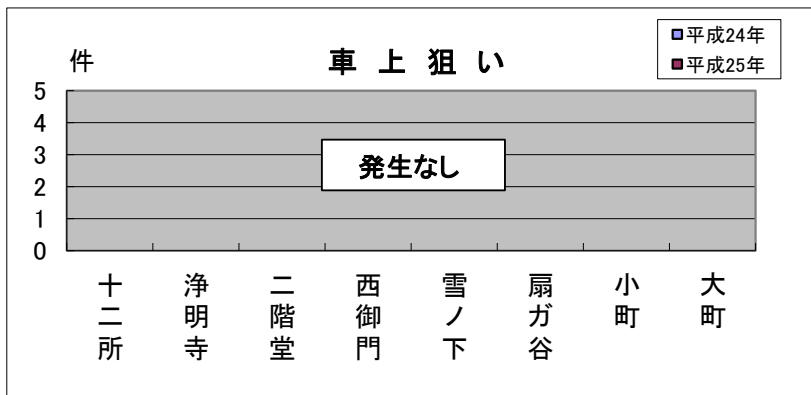 件
車上狙い
平成24年
平成25年
5
4
3
2
1
0
発生なし
十二所
浄明寺
二階堂
西御門
雪ノ下
扇ガ谷
小町
大町